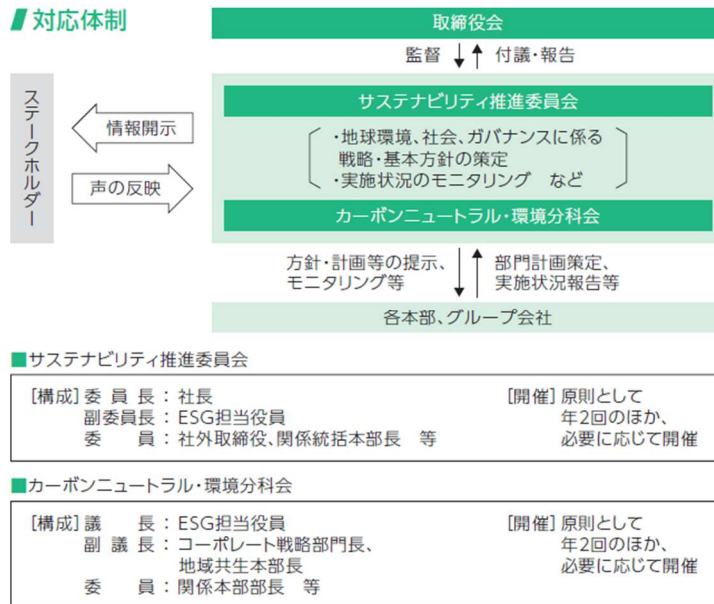 対応体制
取締役会
監督
付議・報告
ステークホルダー
情報開示
声の反映
サステナビリティ推進委員会
・地球環境、社会、ガバナンスに係る
戦略・基本方針の策定
・実施状況のモニタリング など
カーボンニュートラル・環境分科会
方針・計画等の提示、
モニタリング等
部門計画策定、
実施状況報告等
各本部、グループ会社
■サステナビリティ推進委員会
[構成] 委員長：社長
副委員長：ESG担当役員
委員：社外取締役、関係統括本部長 等
[開催] 原則として
年2回のほか、
必要に応じて開催
■カーボンニュートラル・環境分科会
[構成] 議長：ESG担当役員
副議長：コーポレート戦略部門長、
地域共生本部長
委員：関係本部部長 等
[開催] 原則として
年2回のほか、
必要に応じて開催